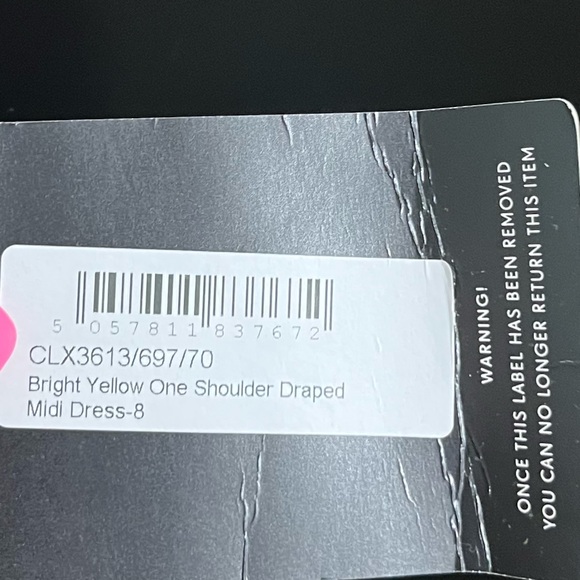 5 057811 837672
CLX3613/697/70
Bright Yellow One Shoulder Draped
Midi Dress-8
WARNING!
ONCE THIS LABEL HAS BEEN REMOVED
YOU CAN NO LONGER RETURN THIS ITEM